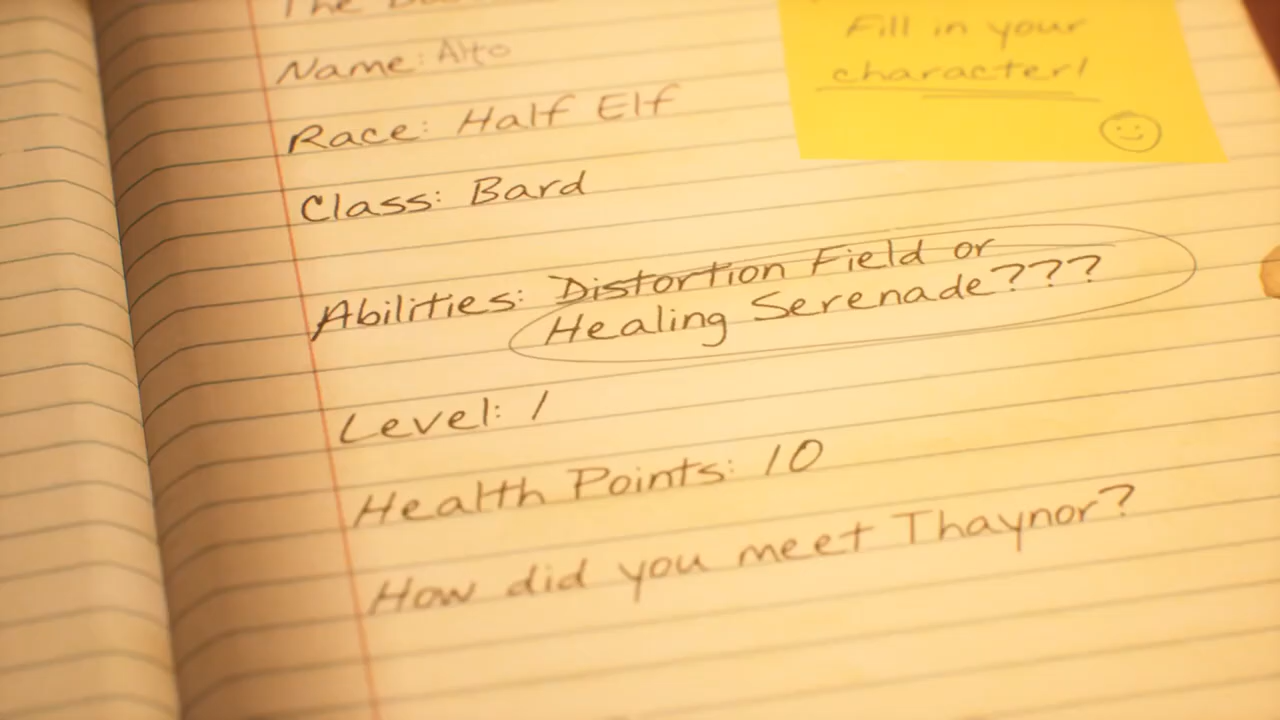 The
Name: Alto
Fill in your
character!
Race: Half Elf
Class: Bard
Abilities: Distortion Field or
Healing Serenade???
Level: 1
Health Points: 10
How did you meet Thaynor?